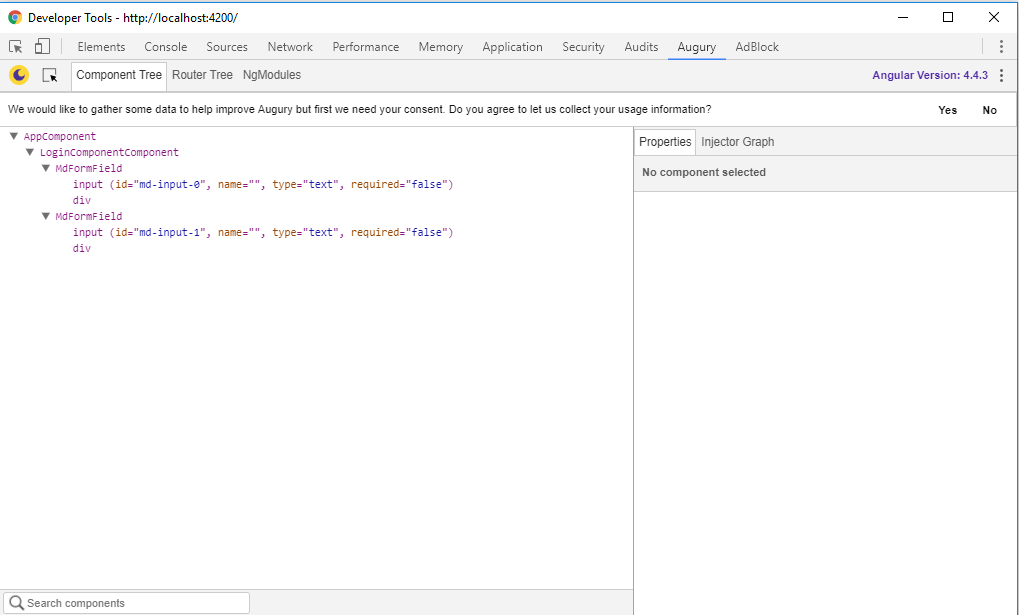 Developer Tools - http://localhost:4200/
Elements Console Sources Network Performance Memory Application Security Audits Augury AdBlock
Component Tree Router Tree NgModules Angular Version: 4.4.3
We would like to gather some data to help improve Augury but first we need your consent. Do you agree to let us collect your usage information? Yes No
AppComponent
LoginComponentComponent
MdFormField
input (id="md-input-0", name="", type="text", required="false")
div
MdFormField
input (id="md-input-1", name="", type="text", required="false")
div
Properties Injector Graph
No component selected
Search components